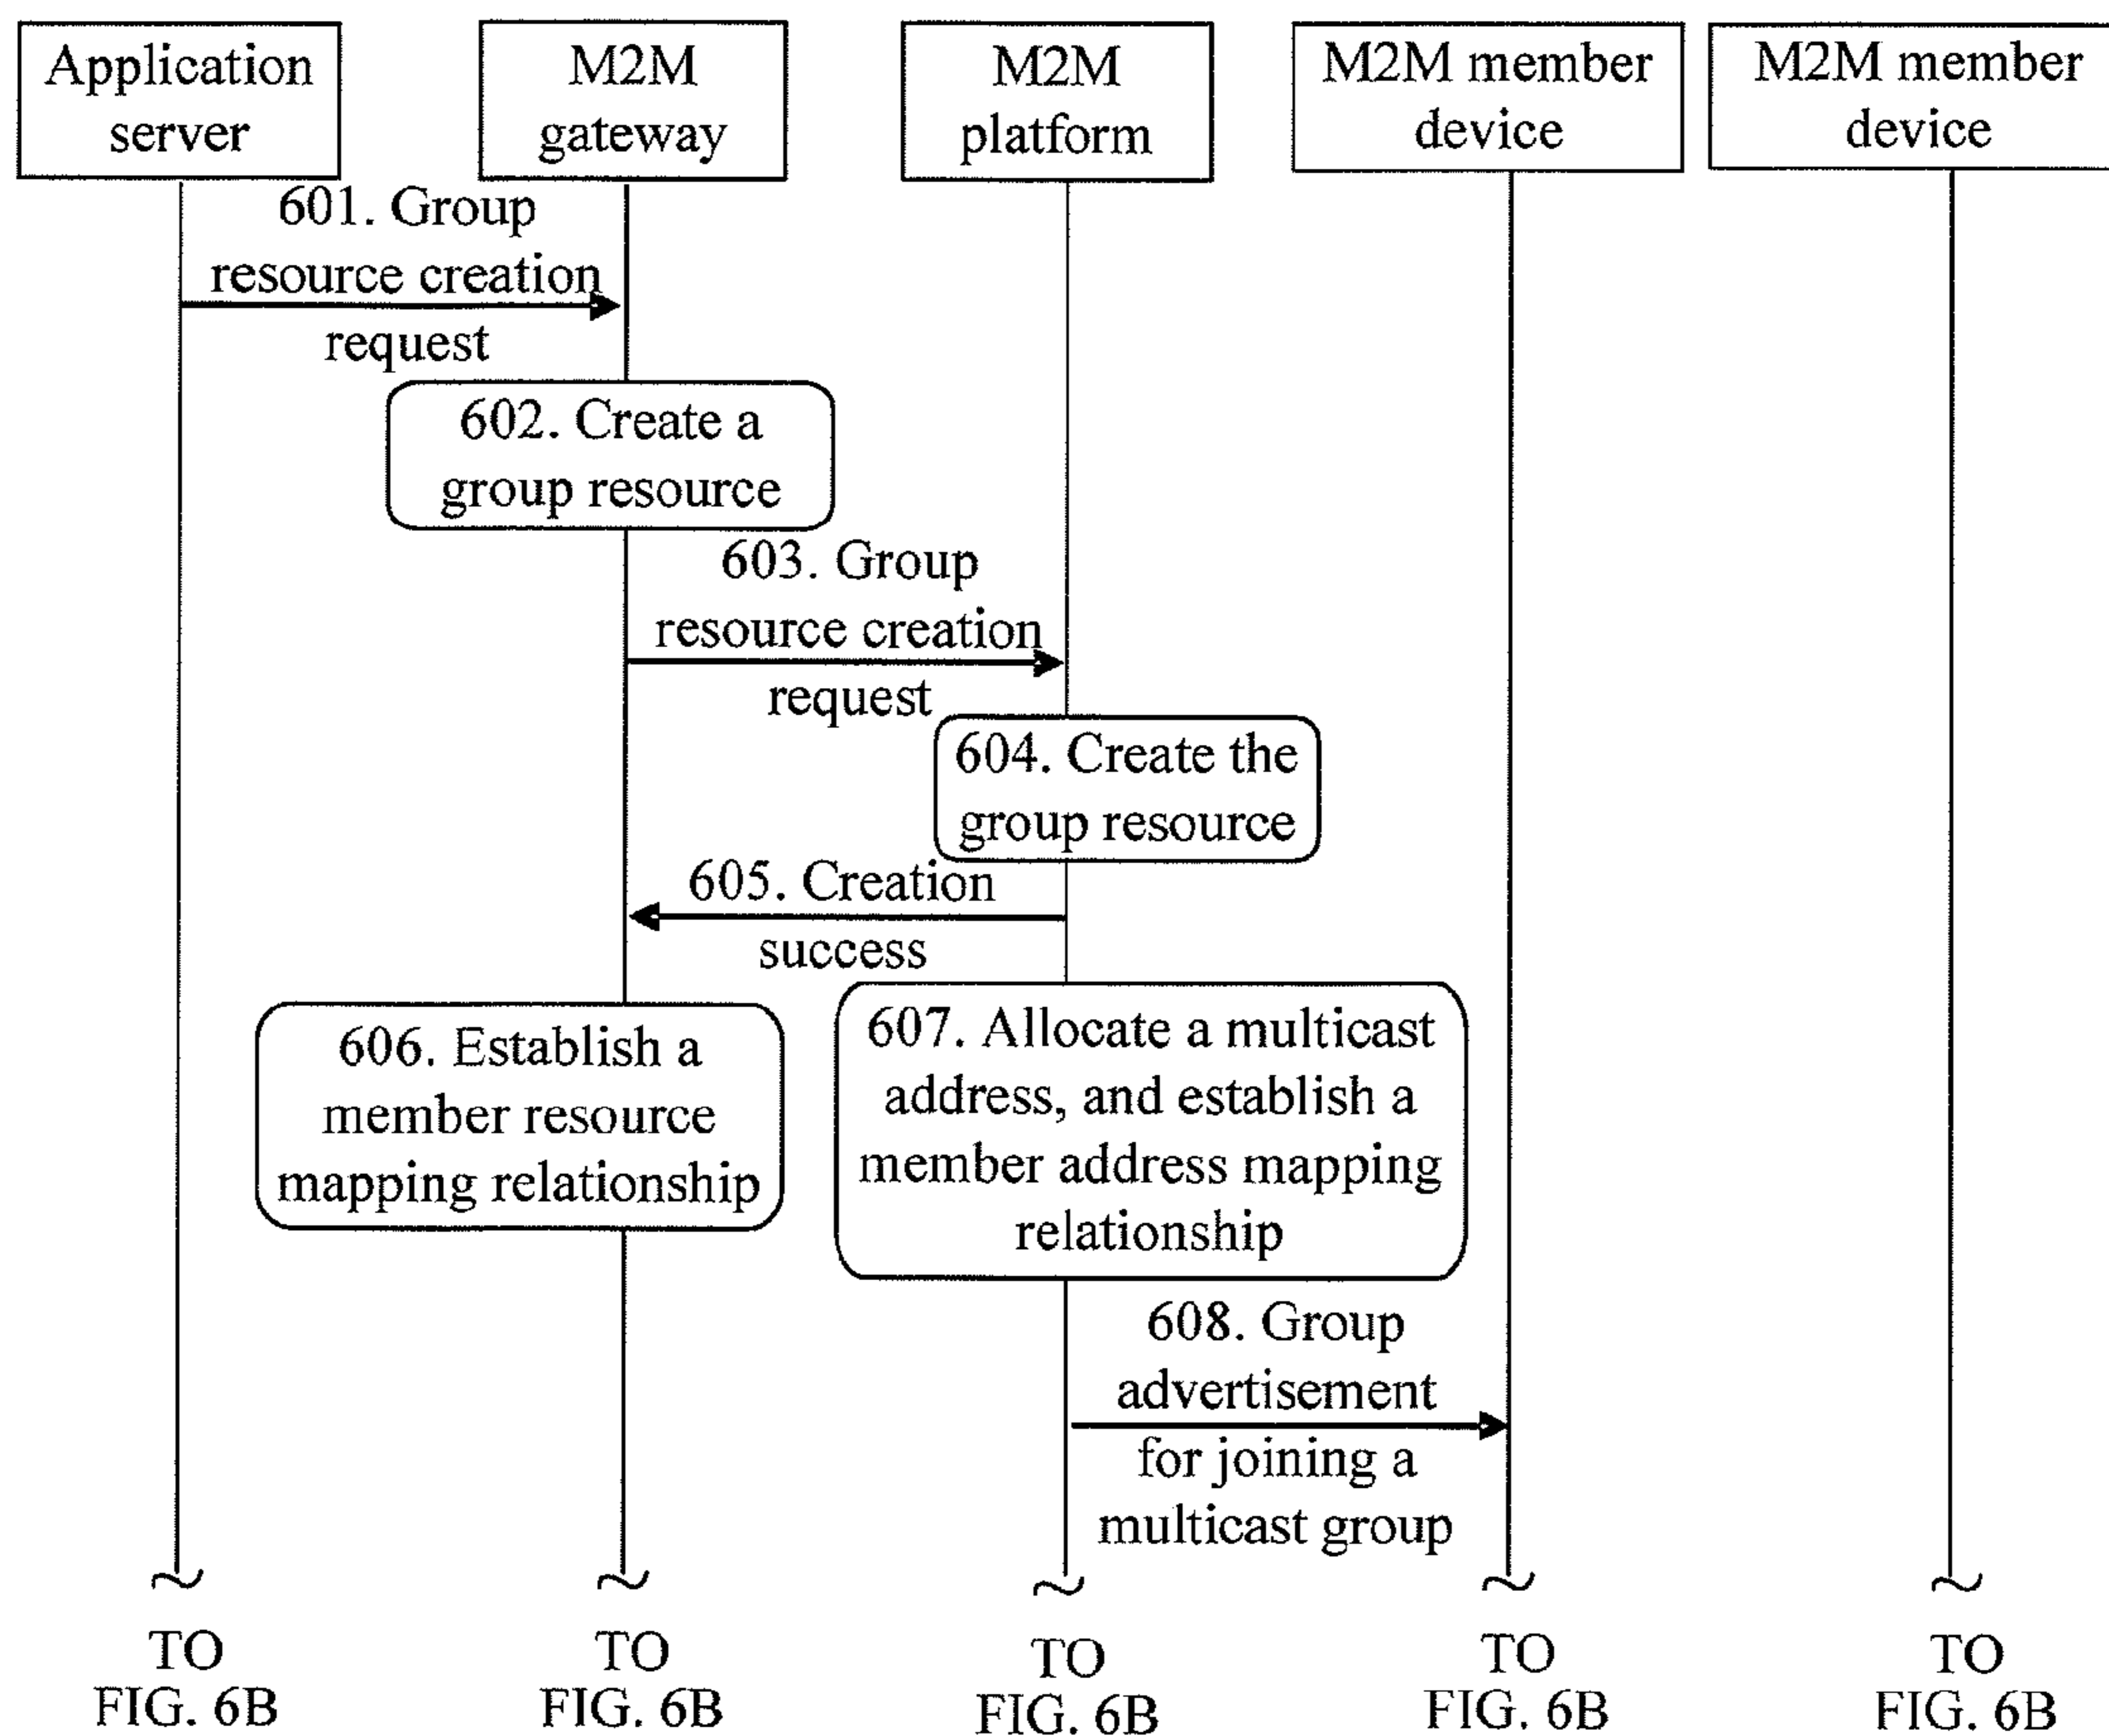 Application
server
M2M
gateway
M2M
platform
M2M member
device
M2M member
device
601. Group
resource creation
request
602. Create a
group resource
603. Group
resource creation
request
604. Create the
group resource
605. Creation
success
606. Establish a
member resource
mapping relationship
607. Allocate a multicast
address, and establish a
member address mapping
relationship
608. Group
advertisement
for joining a
multicast group
TO
FIG. 6B
TO
FIG. 6B
TO
FIG. 6B
TO
FIG. 6B
TO
FIG. 6B